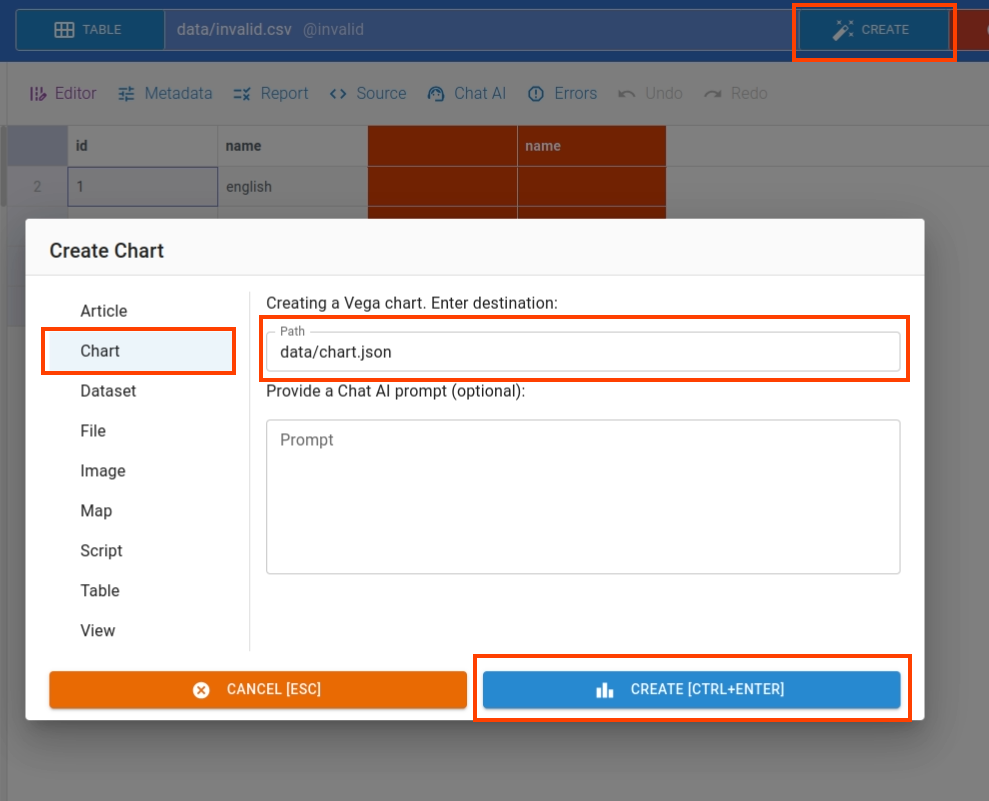 TABLE data/invalid.csv @invalid CREATE
Editor Metadata Report Source Chat AI Errors Undo Redo
id name name
2 1 english
Create Chart
Article
Chart
Dataset
File
Image
Map
Script
Table
View
Creating a Vega chart. Enter destination:
Path
data/chart.json
Provide a Chat AI prompt (optional):
Prompt
CANCEL [ESC] CREATE [CTRL+ENTER]